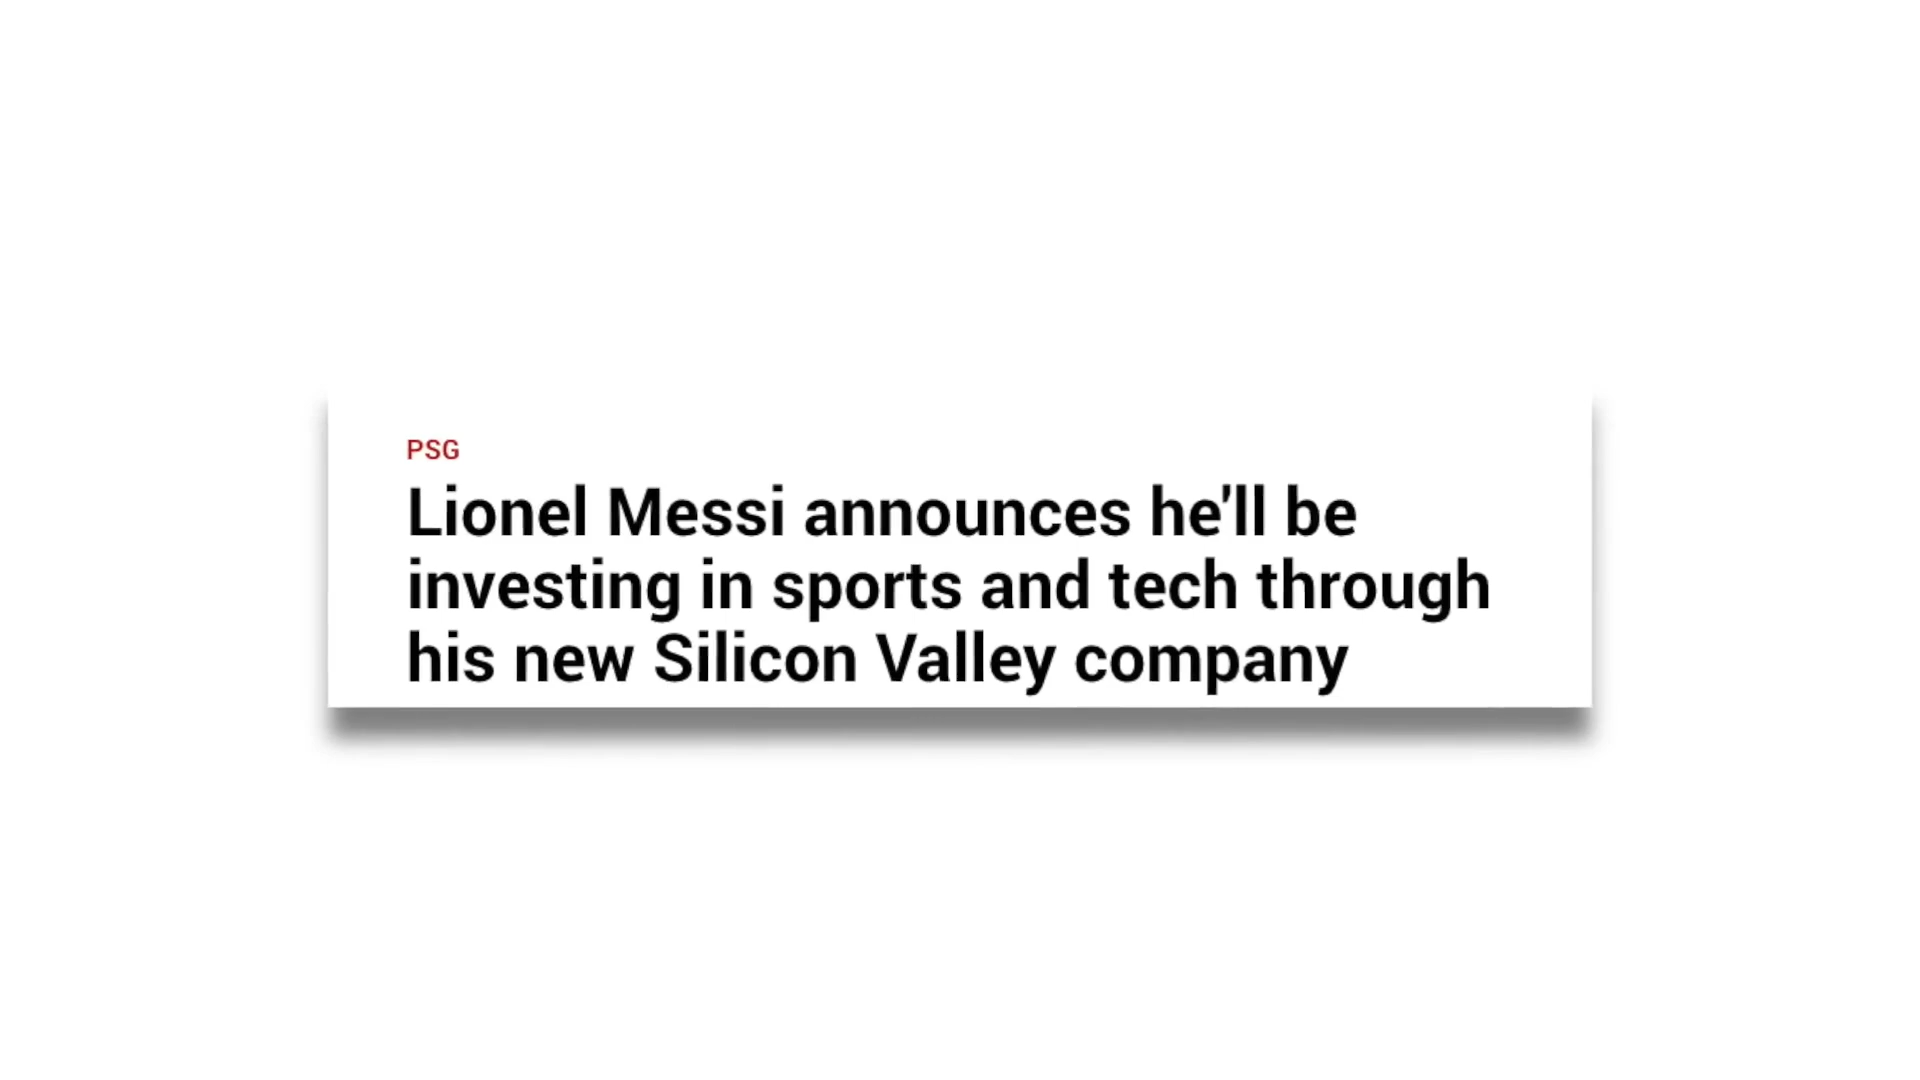 PSG
Lionel Messi announces he'll be
investing in sports and tech through
his new Silicon Valley company